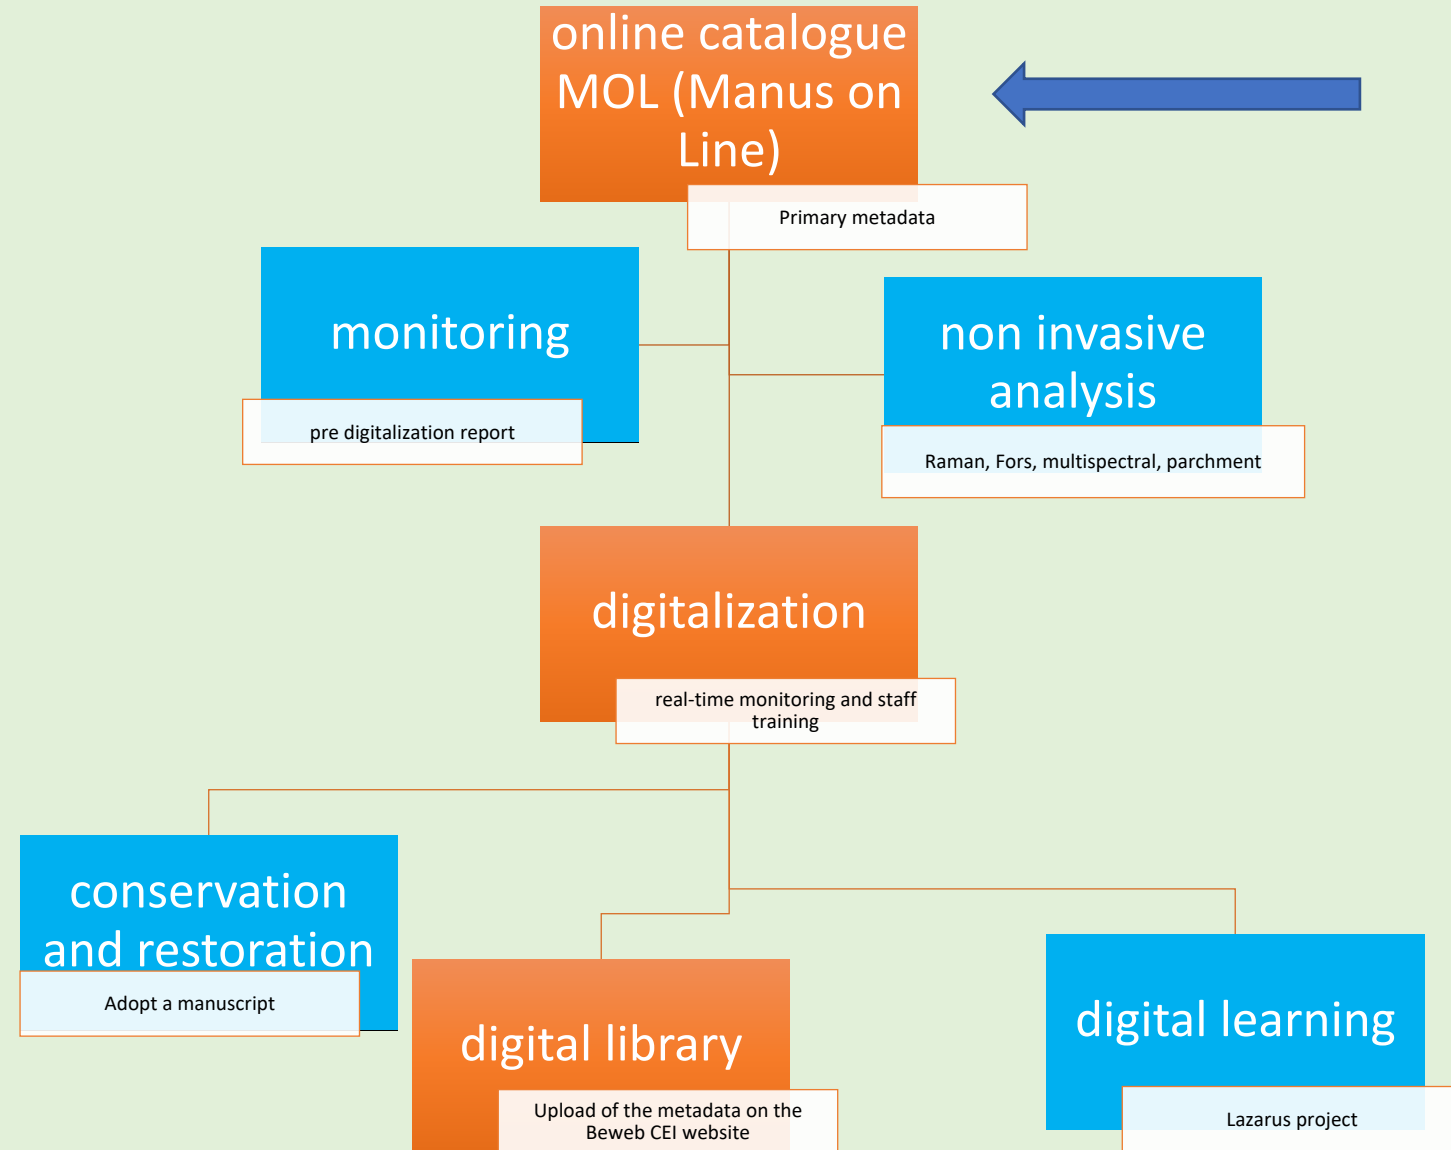 online catalogue
MOL (Manus on
Line)
Primary metadata
monitoring
pre digitalization report
non invasive
analysis
Raman, Fors, multispectral, parchment
digitalization
real-time monitoring and staff
training
conservation
and restoration
Adopt a manuscript
digital library
Upload of the metadata on the
Beweb CEI website
digital learning
Lazarus project